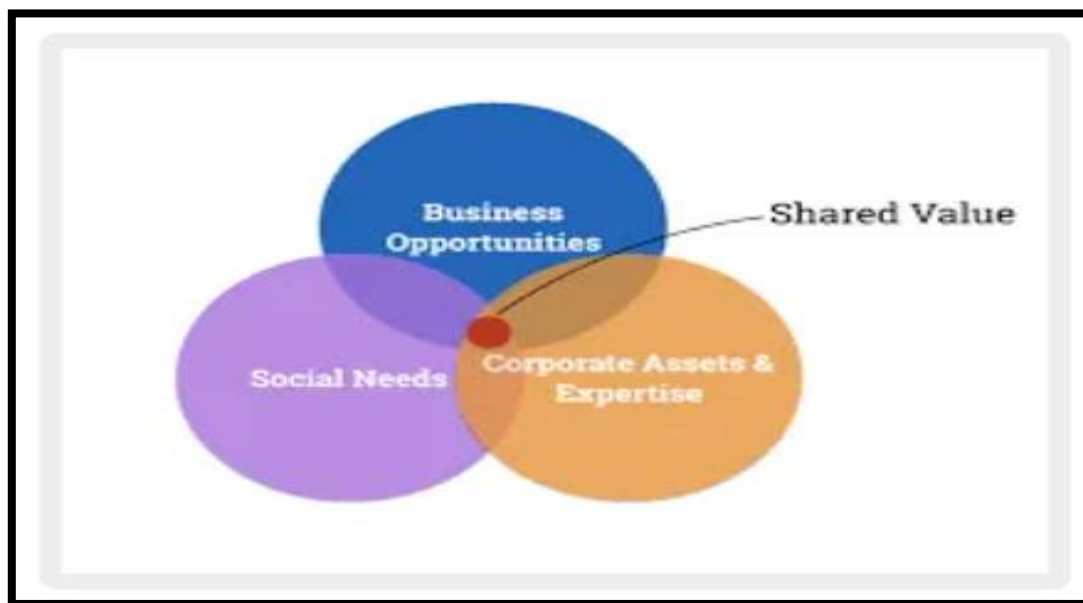 Business
Opportunities
Shared Value
Social Needs
Corporate Assets &
Expertise